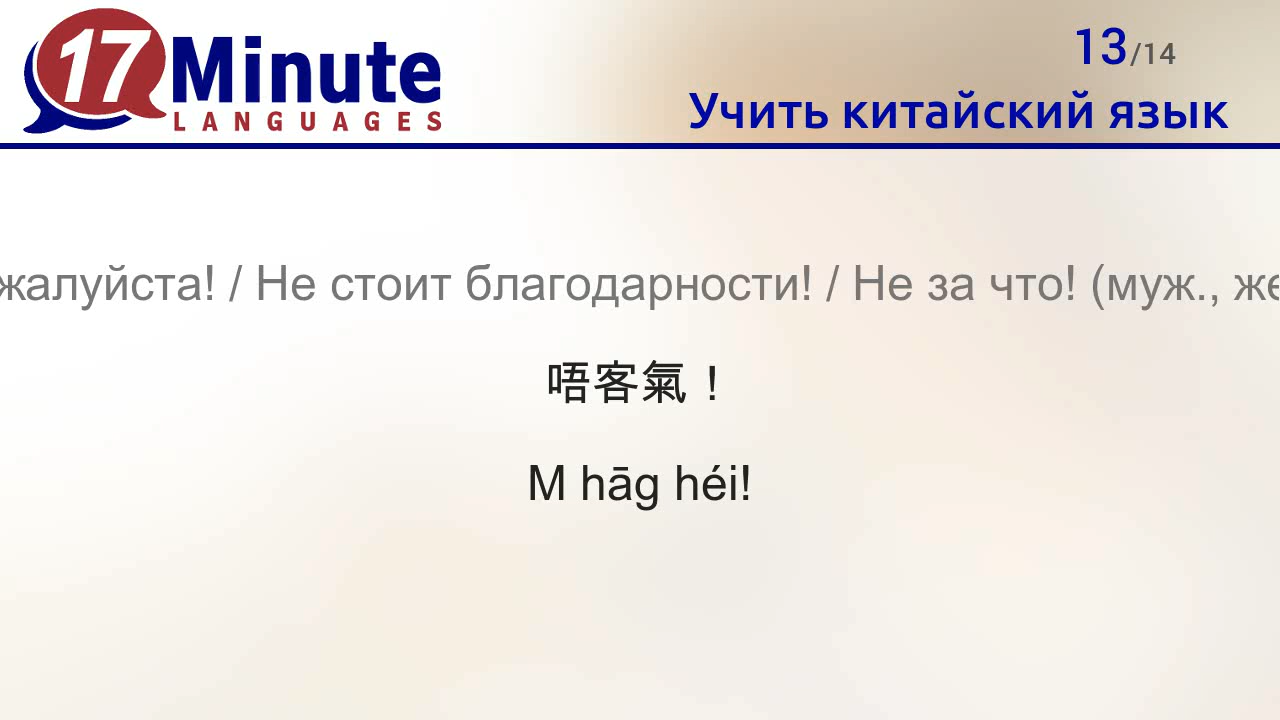 17 Minute
LANGUAGES
13/14
Учить китайский язык
жалуйста! / Не стоит благодарности! / Не за что! (муж., же
唔客氣！
M hāg héi!